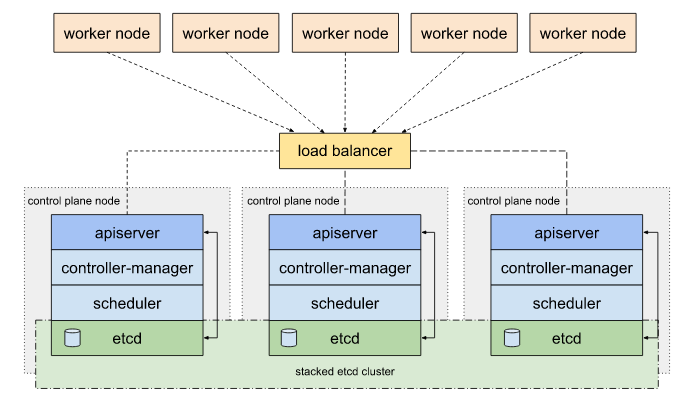 worker node
worker node
worker node
worker node
worker node
load balancer
control plane node
control plane node
control plane node
apiserver
apiserver
apiserver
controller-manager
controller-manager
controller-manager
scheduler
scheduler
scheduler
etcd
etcd
etcd
stacked etcd cluster